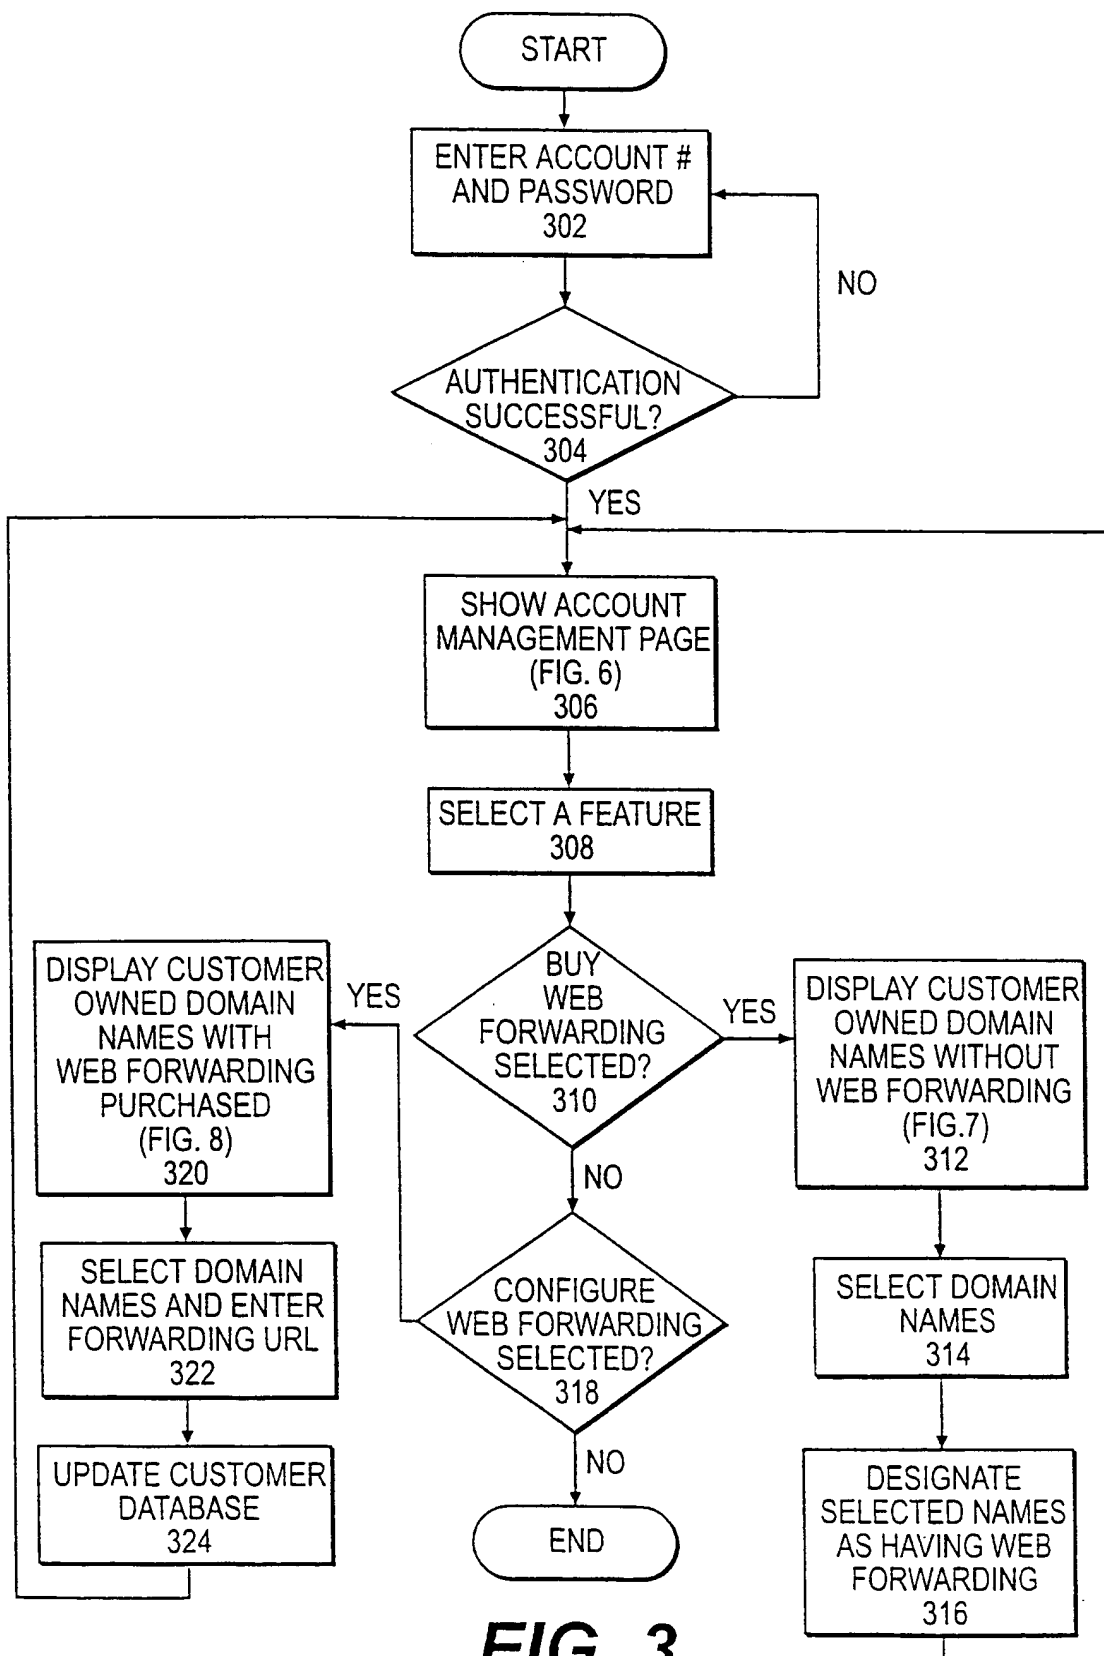 START
ENTER ACCOUNT #
AND PASSWORD
302
NO
AUTHENTICATION
SUCCESSFUL?
304
YES
SHOW ACCOUNT
MANAGEMENT PAGE
(FIG. 6)
306
SELECT A FEATURE
308
BUY
WEB
FORWARDING
SELECTED?
310
YES
DISPLAY CUSTOMER
OWNED DOMAIN
NAMES WITHOUT
WEB FORWARDING
(FIG.7)
312
SELECT DOMAIN
NAMES
314
DESIGNATE
SELECTED NAMES
AS HAVING WEB
FORWARDING
316
NO
CONFIGURE
WEB FORWARDING
SELECTED?
318
YES
DISPLAY CUSTOMER
OWNED DOMAIN
NAMES WITH
WEB FORWARDING
PURCHASED
(FIG. 8)
320
SELECT DOMAIN
NAMES AND ENTER
FORWARDING URL
322
UPDATE CUSTOMER
DATABASE
324
NO
END
FIG. 3